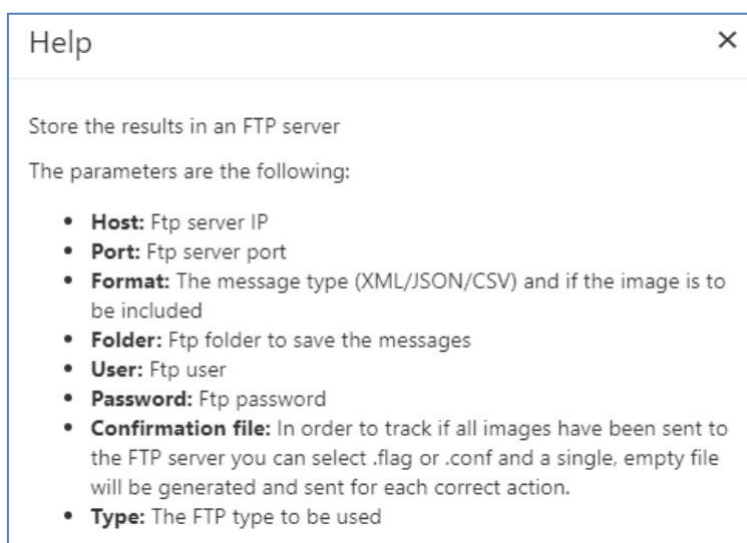 Help
Store the results in an FTP server
The parameters are the following:
• Host: Ftp server IP
• Port: Ftp server port
• Format: The message type (XML/JSON/CSV) and if the image is to
be included
• Folder: Ftp folder to save the messages
• User: Ftp user
• Password: Ftp password
• Confirmation file: In order to track if all images have been sent to
the FTP server you can select .flag or .conf and a single, empty file
will be generated and sent for each correct action.
• Type: The FTP type to be used